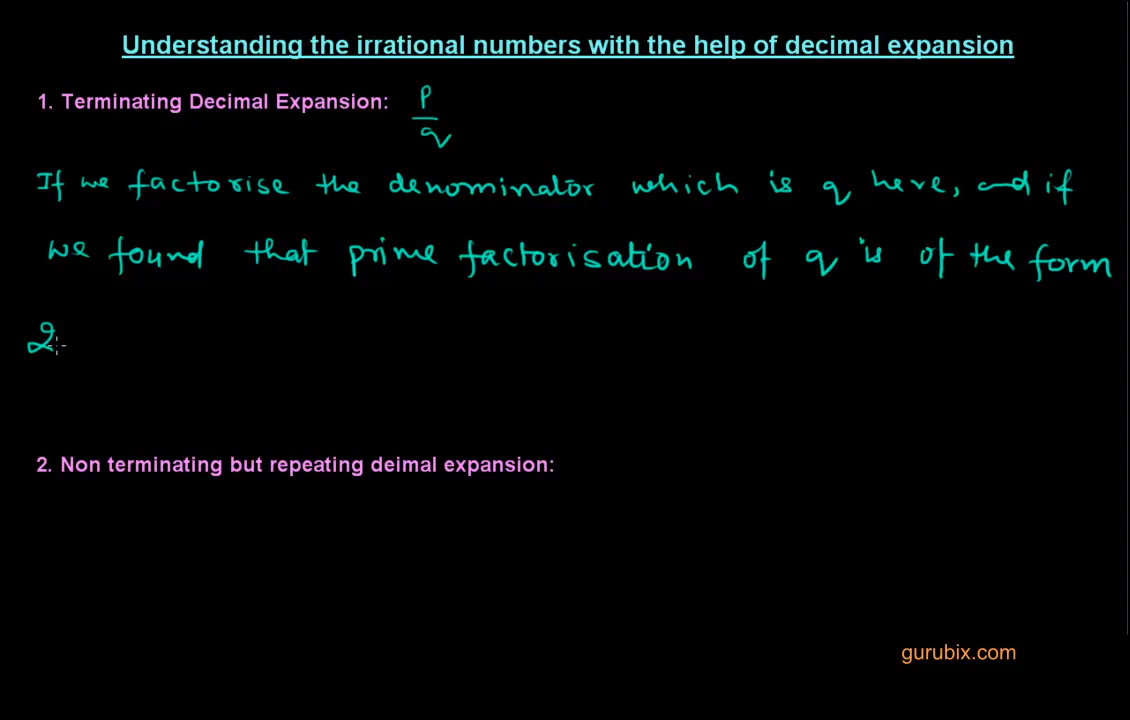 Understanding the irrational numbers with the help of decimal expansion
1. Terminating Decimal Expansion: p/q
If we factorise the denominator which is q here, and if
we found that prime factorisation of q is of the form
2
2. Non terminating but repeating deimal expansion:
gurubix.com